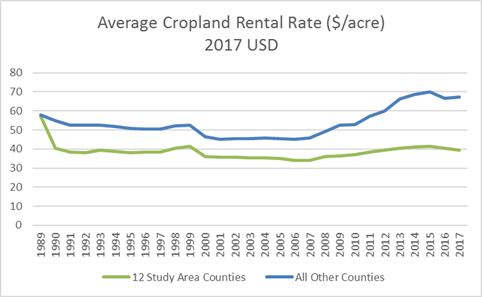 Average Cropland Rental Rate ($/acre)
2017 USD
80
70
60
50
40
30
20
10
0
1989 1990 1991 1992 1993 1994 1995 1996 1997 1998 1999 2000 2001 2002 2003 2004 2005 2006 2007 2008 2009 2010 2011 2012 2013 2014 2015 2016 2017
12 Study Area Counties All Other Counties